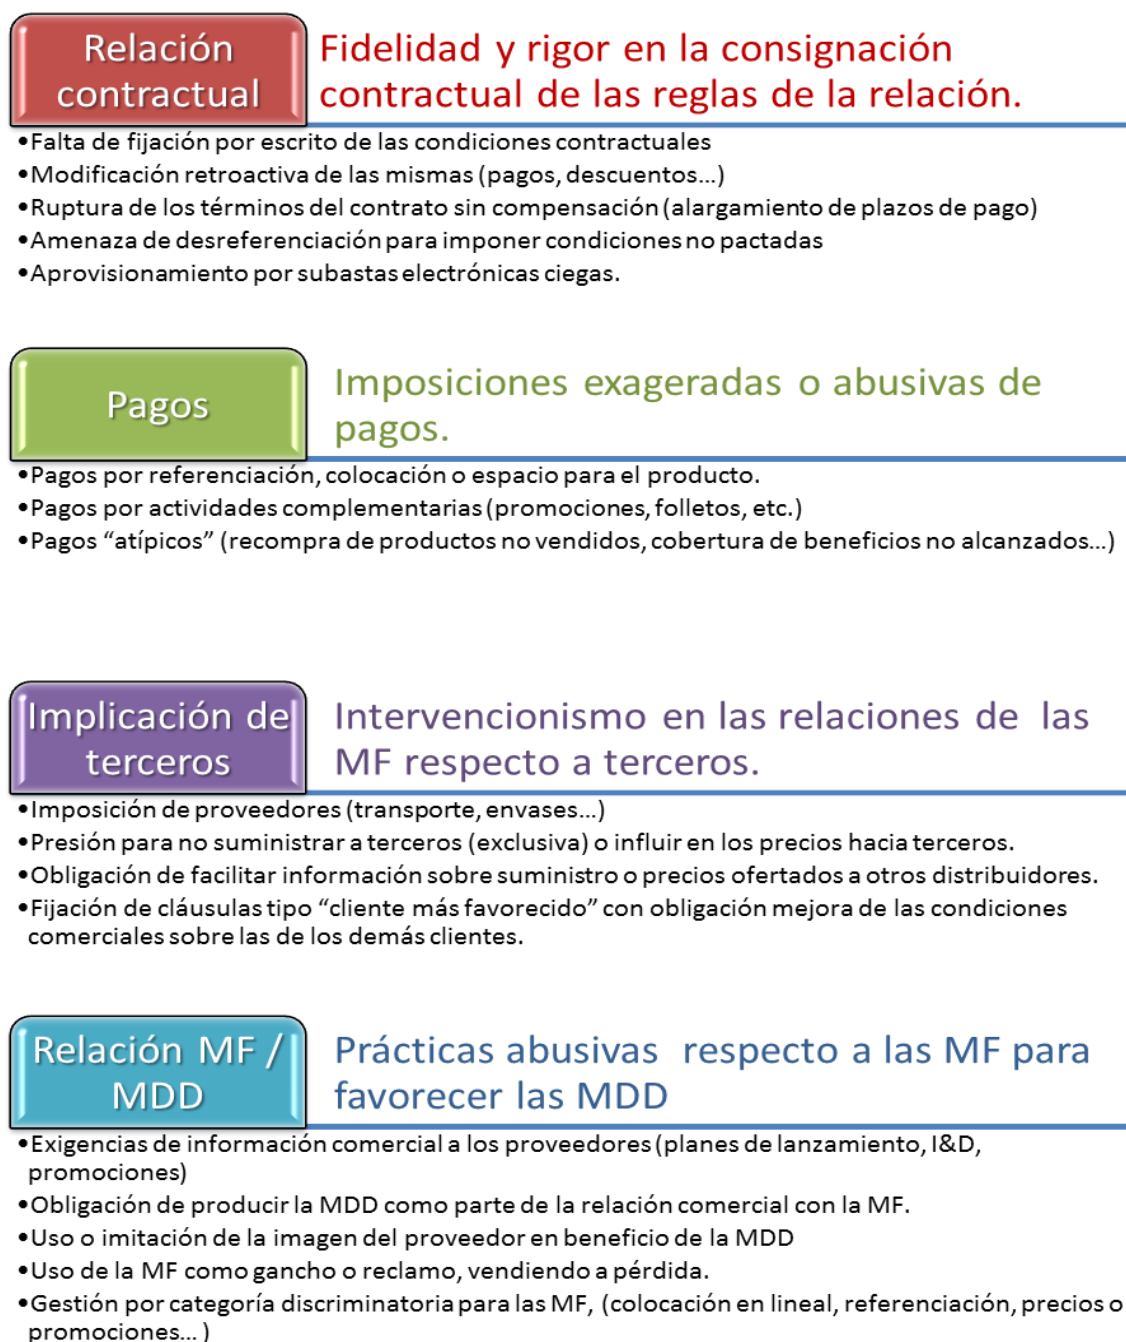 Relación
contractual
Fidelidad y rigor en la consignación
contractual de las reglas de la relación.
•Falta de fijación por escrito de las condiciones contractuales
•Modificación retroactiva de las mismas (pagos, descuentos...)
•Ruptura de los términos del contrato sin compensación (alargamiento de plazos de pago)
•Amenaza de desreferenciación para imponer condiciones no pactadas
•Aprovisionamiento por subastas electrónicas ciegas.
Pagos
Imposiciones exageradas o abusivas de
pagos.
•Pagos por referenciación, colocación o espacio para el producto.
•Pagos por actividades complementarias (promociones, folletos, etc.)
•Pagos “atípicos” (recompra de productos no vendidos, cobertura de beneficios no alcanzados...)
Implicación de
terceros
Intervencionismo en las relaciones de las
MF respecto a terceros.
•Imposición de proveedores (transporte, envases...)
•Presión para no suministrar a terceros (exclusiva) o influir en los precios hacia terceros.
•Obligación de facilitar información sobre suministro o precios ofertados a otros distribuidores.
•Fijación de cláusulas tipo “cliente más favorecido” con obligación mejora de las condiciones
comerciales sobre las de los demás clientes.
Relación MF /
MDD
Prácticas abusivas respecto a las MF para
favorecer las MDD
•Exigencias de información comercial a los proveedores (planes de lanzamiento, I&D,
promociones)
•Obligación de producir la MDD como parte de la relación comercial con la MF.
•Uso o imitación de la imagen del proveedor en beneficio de la MDD
•Uso de la MF como gancho o reclamo, vendiendo a pérdida.
•Gestión por categoría discriminatoria para las MF, (colocación en lineal, referenciación, precios o
promociones... )